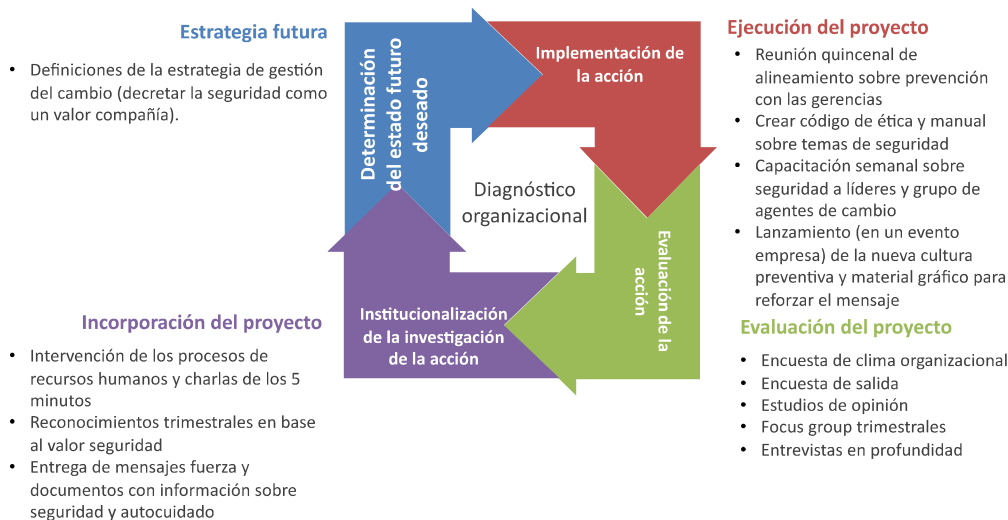 Estrategia futura
• Definiciones de la estrategia de gestión
del cambio (decretar la seguridad como
un valor compañía).
Determinación
del estado futuro
deseado
Implementación de
la acción
Ejecución del proyecto
• Reunión quincenal de
alineamiento sobre prevención
con las gerencias
• Crear código de ética y manual
sobre temas de seguridad
• Capacitación semanal sobre
seguridad a líderes y grupo de
agentes de cambio
• Lanzamiento (en un evento
empresa) de la nueva cultura
preventiva y material gráfico para
reforzar el mensaje
Diagnóstico
organizacional
Evaluación de la
acción
Evaluación del proyecto
• Encuesta de clima organizacional
• Encuesta de salida
• Estudios de opinión
• Focus group trimestrales
• Entrevistas en profundidad
Institucionalización
de la investigación
de la acción
Incorporación del proyecto
• Intervención de los procesos de
recursos humanos y charlas de los 5
minutos
• Reconocimientos trimestrales en base
al valor seguridad
• Entrega de mensajes fuerza y
documentos con información sobre
seguridad y autocuidado